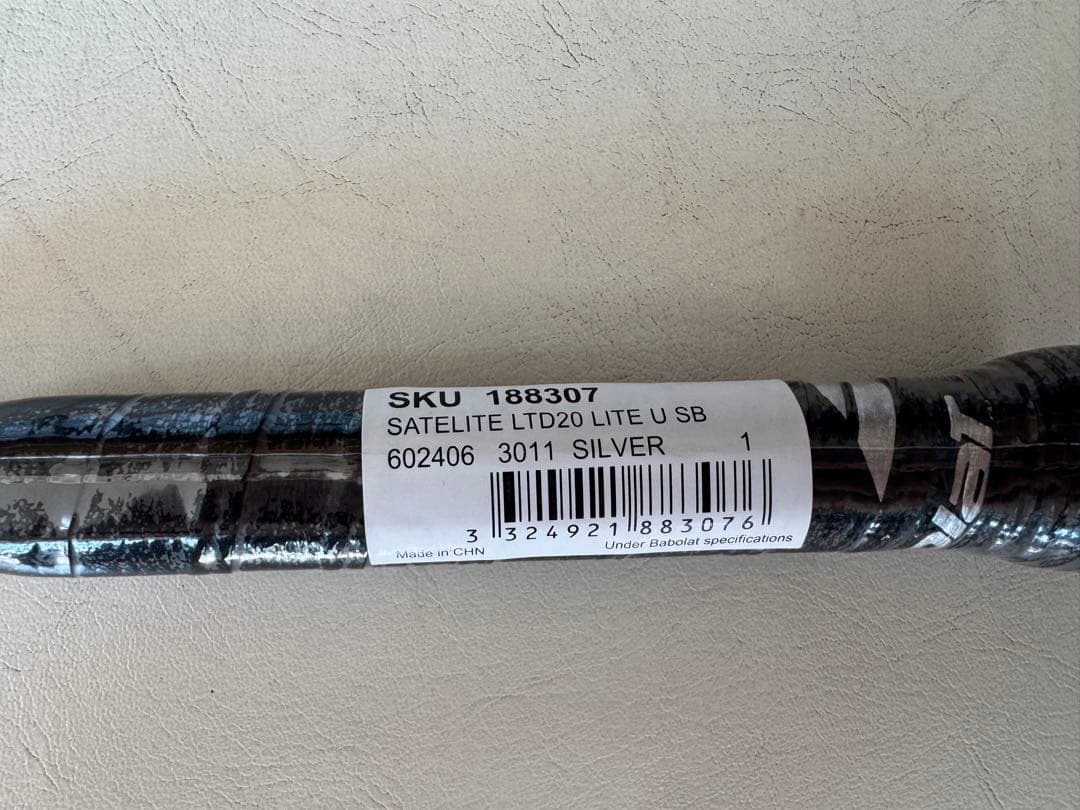 SKU 188307
SATELITE LTD20 LITE U SB
602406 3011 SILVER 1
3 324921 883076
Made in CHN
Under Babolat specifications